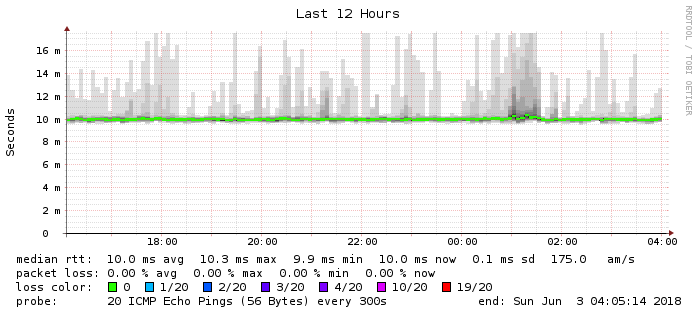 Last 12 Hours
RRDTOOL / TOBI OETIKER
Seconds
16 m
14 m
12 m
10 m
8 m
6 m
4 m
2 m
0
18:00 20:00 22:00 00:00 02:00 04:00
median rtt: 10.0 ms avg 10.3 ms max 9.9 ms min 10.0 ms now 0.1 ms sd 175.0 am/s
packet loss: 0.00 % avg 0.00 % max 0.00 % min 0.00 % now
loss color: 0 1/20 2/20 3/20 4/20 10/20 19/20
probe: 20 ICMP Echo Pings (56 Bytes) every 300s end: Sun Jun 3 04:05:14 2018